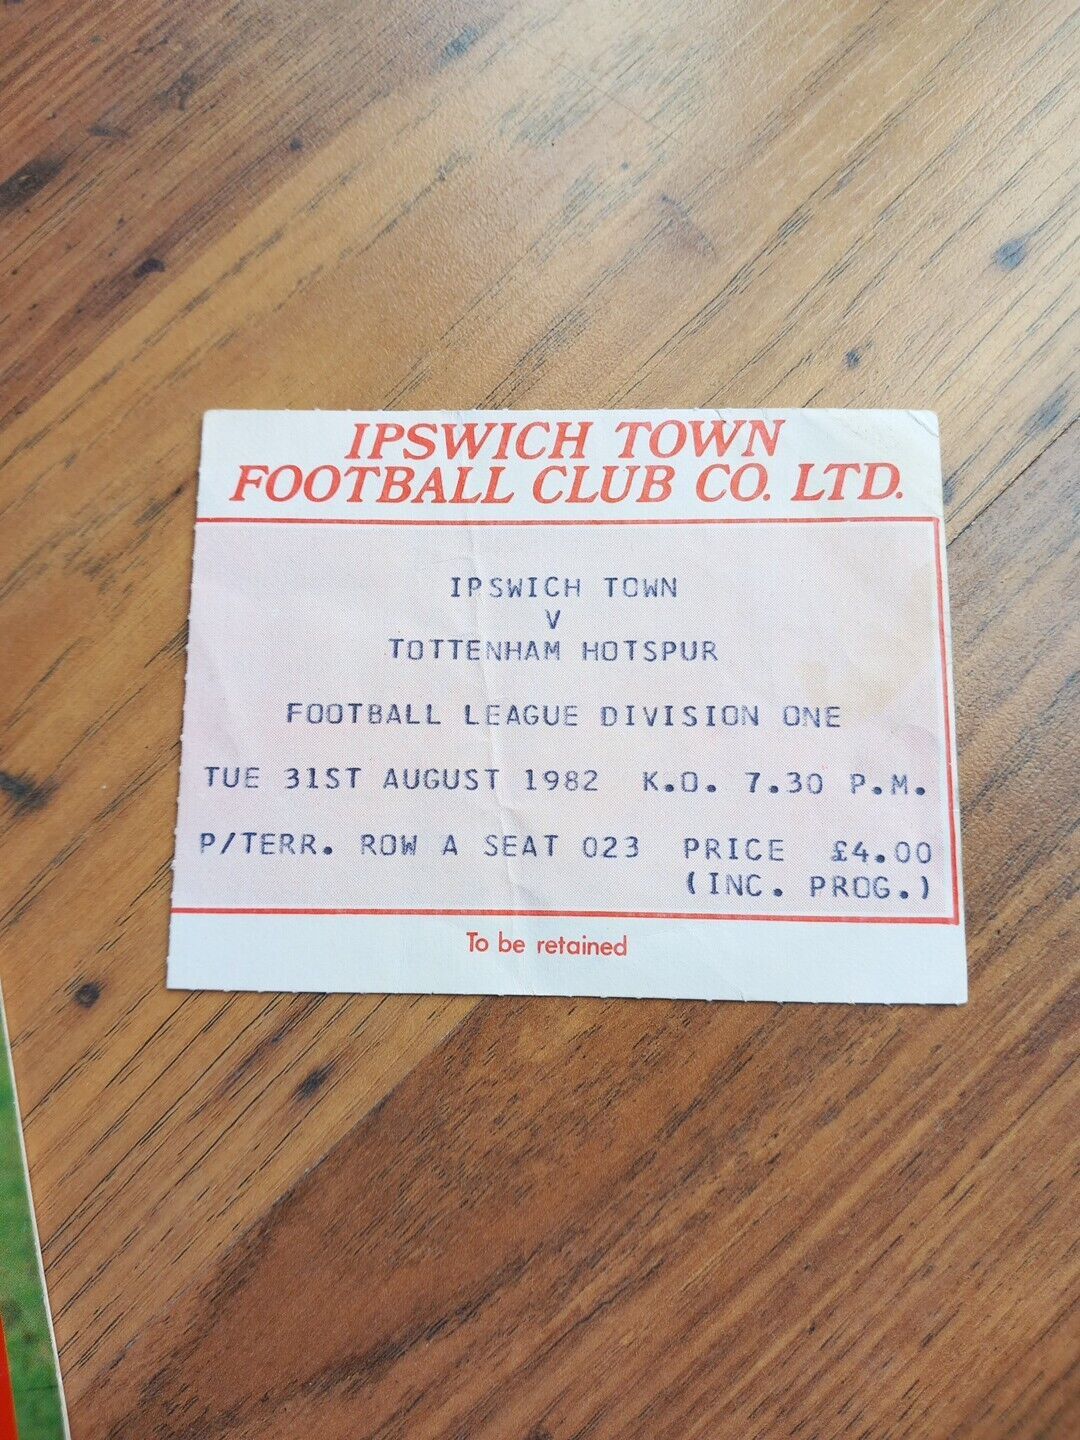 IPSWICH TOWN
FOOTBALL CLUB CO. LTD.
IPSWICH TOWN
V
TOTTENHAM HOTSPUR
FOOTBALL LEAGUE DIVISION ONE
TUE 31ST AUGUST 1982 K.O. 7.30 P.M.
P/TERR. ROW A SEAT 023 PRICE £4.00
(INC. PROG.)
To be retained